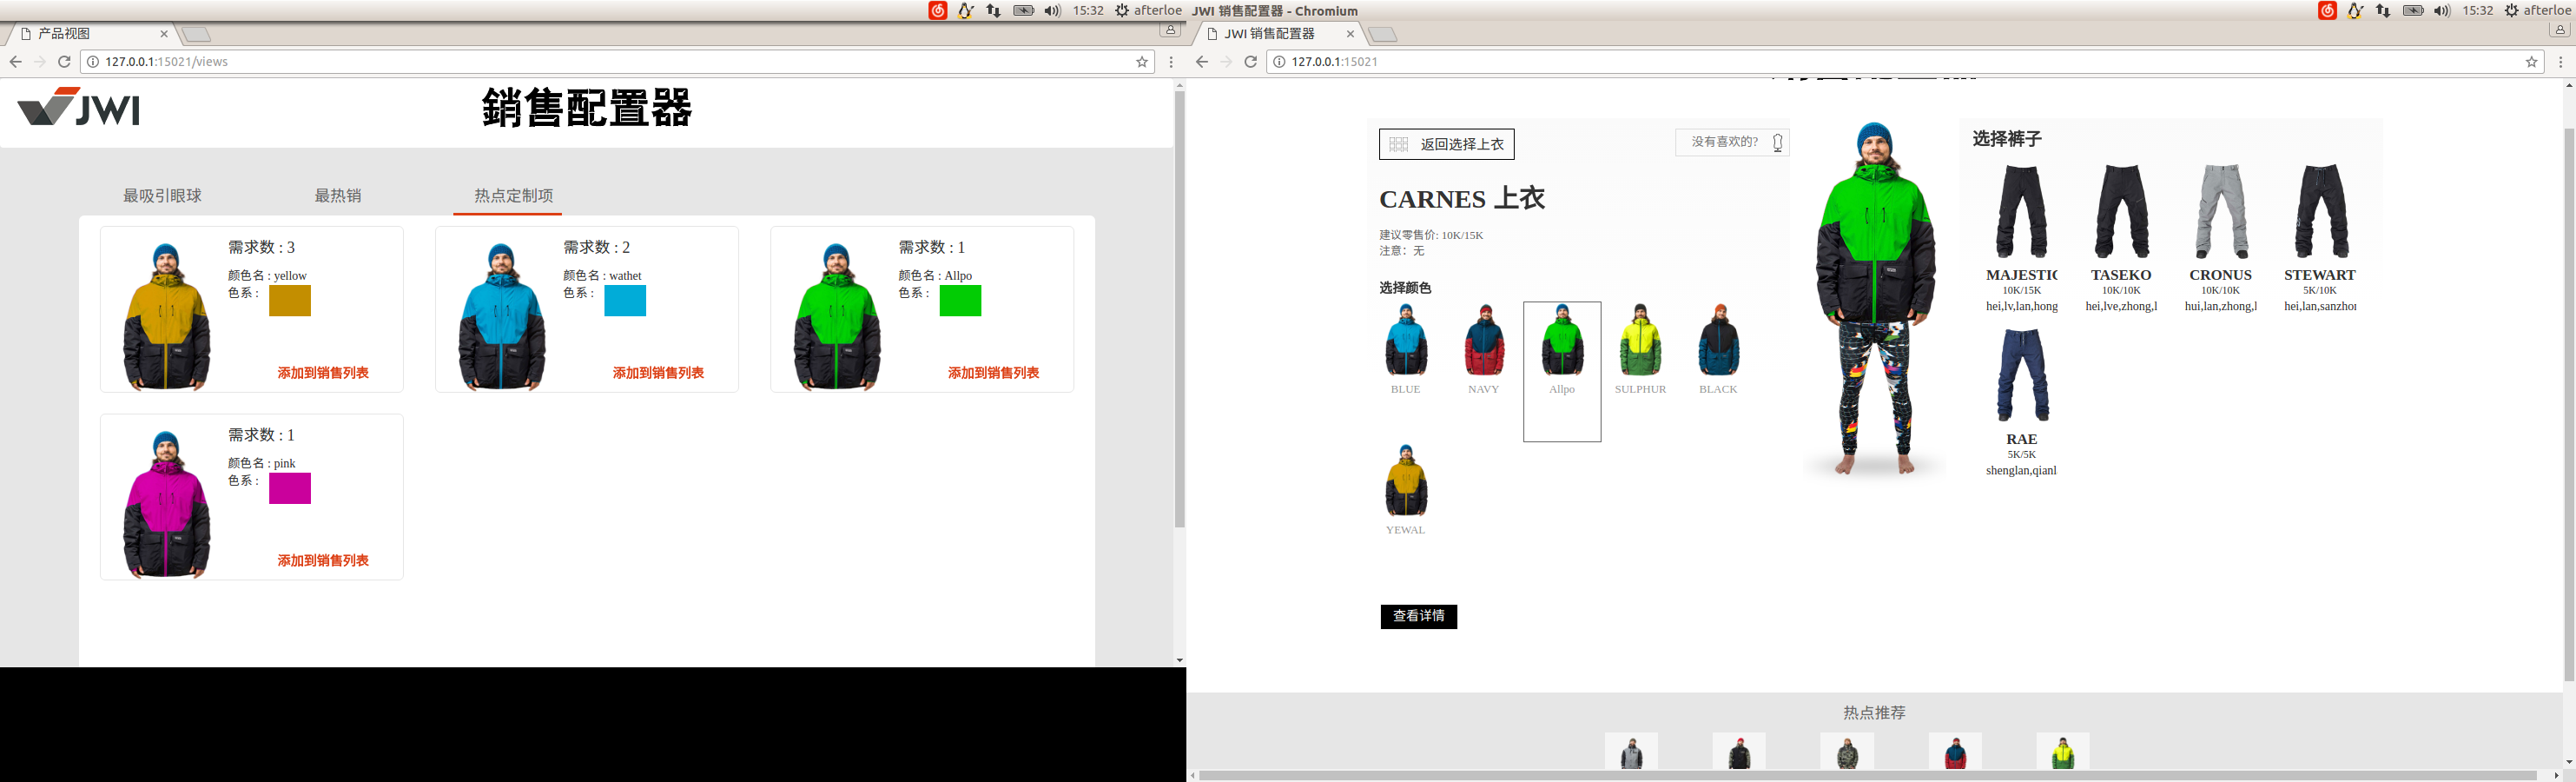 15:32 afterloe
产品视图
127.0.0.1:15021/views
JWI
銷售配置器
最吸引眼球 最热销 热点定制项
需求数 : 3
颜色名 : yellow
色系 :
添加到销售列表
需求数 : 2
颜色名 : wathet
色系 :
添加到销售列表
需求数 : 1
颜色名 : Allpo
色系 :
添加到销售列表
需求数 : 1
颜色名 : pink
色系 :
添加到销售列表
JWI 销售配置器 - Chromium
15:32 afterloe
JWI 销售配置器
127.0.0.1:15021
返回选择上衣
没有喜欢的?
CARNES 上衣
建议零售价: 10K/15K
注意：无
选择颜色
BLUE NAVY Allpo SULPHUR BLACK
YEWAL
查看详情
选择裤子
MAJESTIC TASEKO CRONUS STEWART
10K/15K 10K/10K 10K/10K 5K/10K
hei,lv,lan,hong hei,lve,zhong,l hui,lan,zhong,l hei,lan,sanzhon
RAE
5K/5K
shenglan,qianl
热点推荐